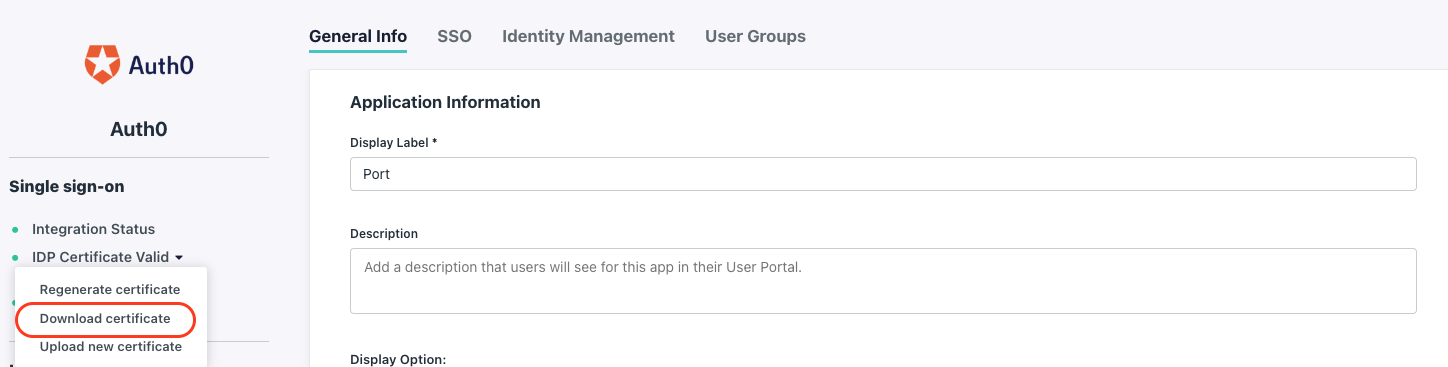 Auth0
Auth0
Single sign-on
Integration Status
IDP Certificate Valid
Regenerate certificate
Download certificate
Upload new certificate
General Info
SSO
Identity Management
User Groups
Application Information
Display Label *
Port
Description
Add a description that users will see for this app in their User Portal.
Display Option: